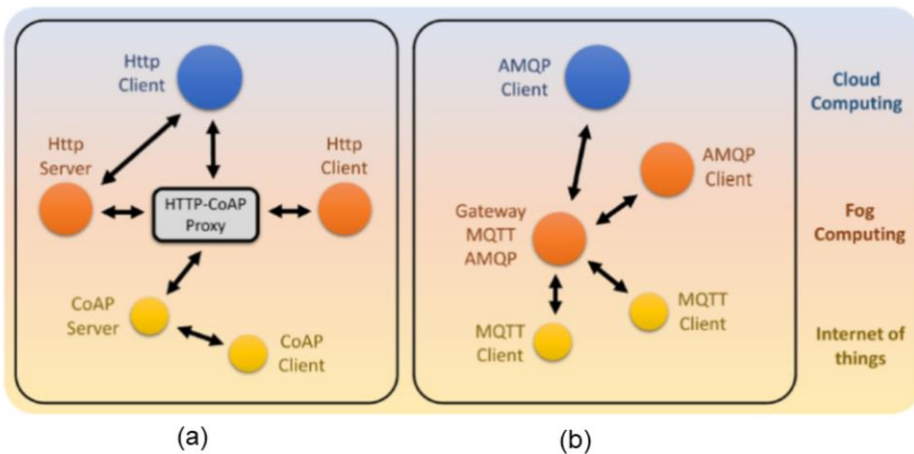 Http
Client
Http
Server
Http
Client
HTTP-CoAP
Proxy
CoAP
Server
CoAP
Client
(a)
AMQP
Client
AMQP
Client
Gateway
MQTT
AMQP
MQTT
Client
MQTT
Client
(b)
Cloud
Computing
Fog
Computing
Internet of
things